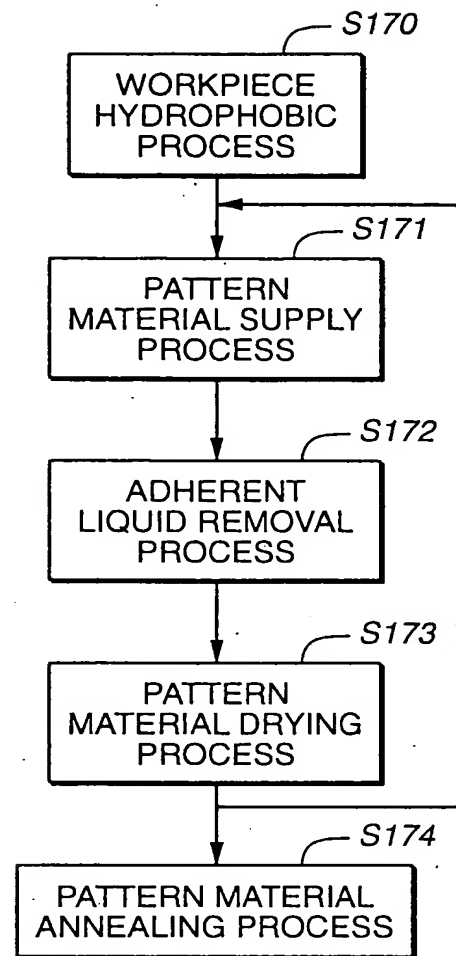 S170
WORKPIECE
HYDROPHOBIC
PROCESS
S171
PATTERN
MATERIAL SUPPLY
PROCESS
S172
ADHERENT
LIQUID REMOVAL
PROCESS
S173
PATTERN
MATERIAL DRYING
PROCESS
S174
PATTERN MATERIAL
ANNEALING PROCESS